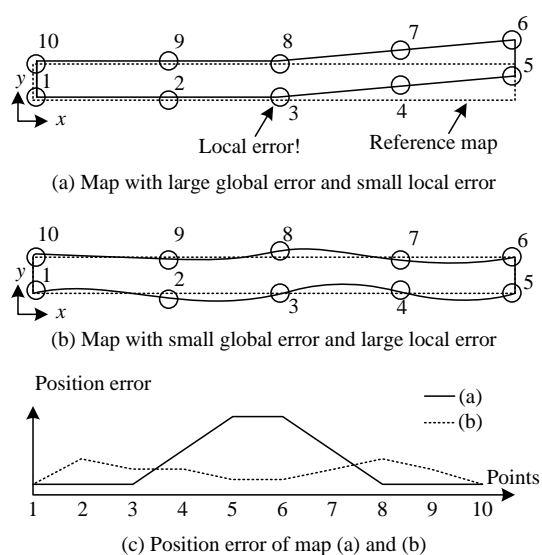 10 9 8 7 6
1 2 3 4 5
y
x
Local error!
Reference map
(a) Map with large global error and small local error
10 9 8 7 6
1 2 3 4 5
y
x
(b) Map with small global error and large local error
Position error
(a)
(b)
Points
1 2 3 4 5 6 7 8 9 10
(c) Position error of map (a) and (b)